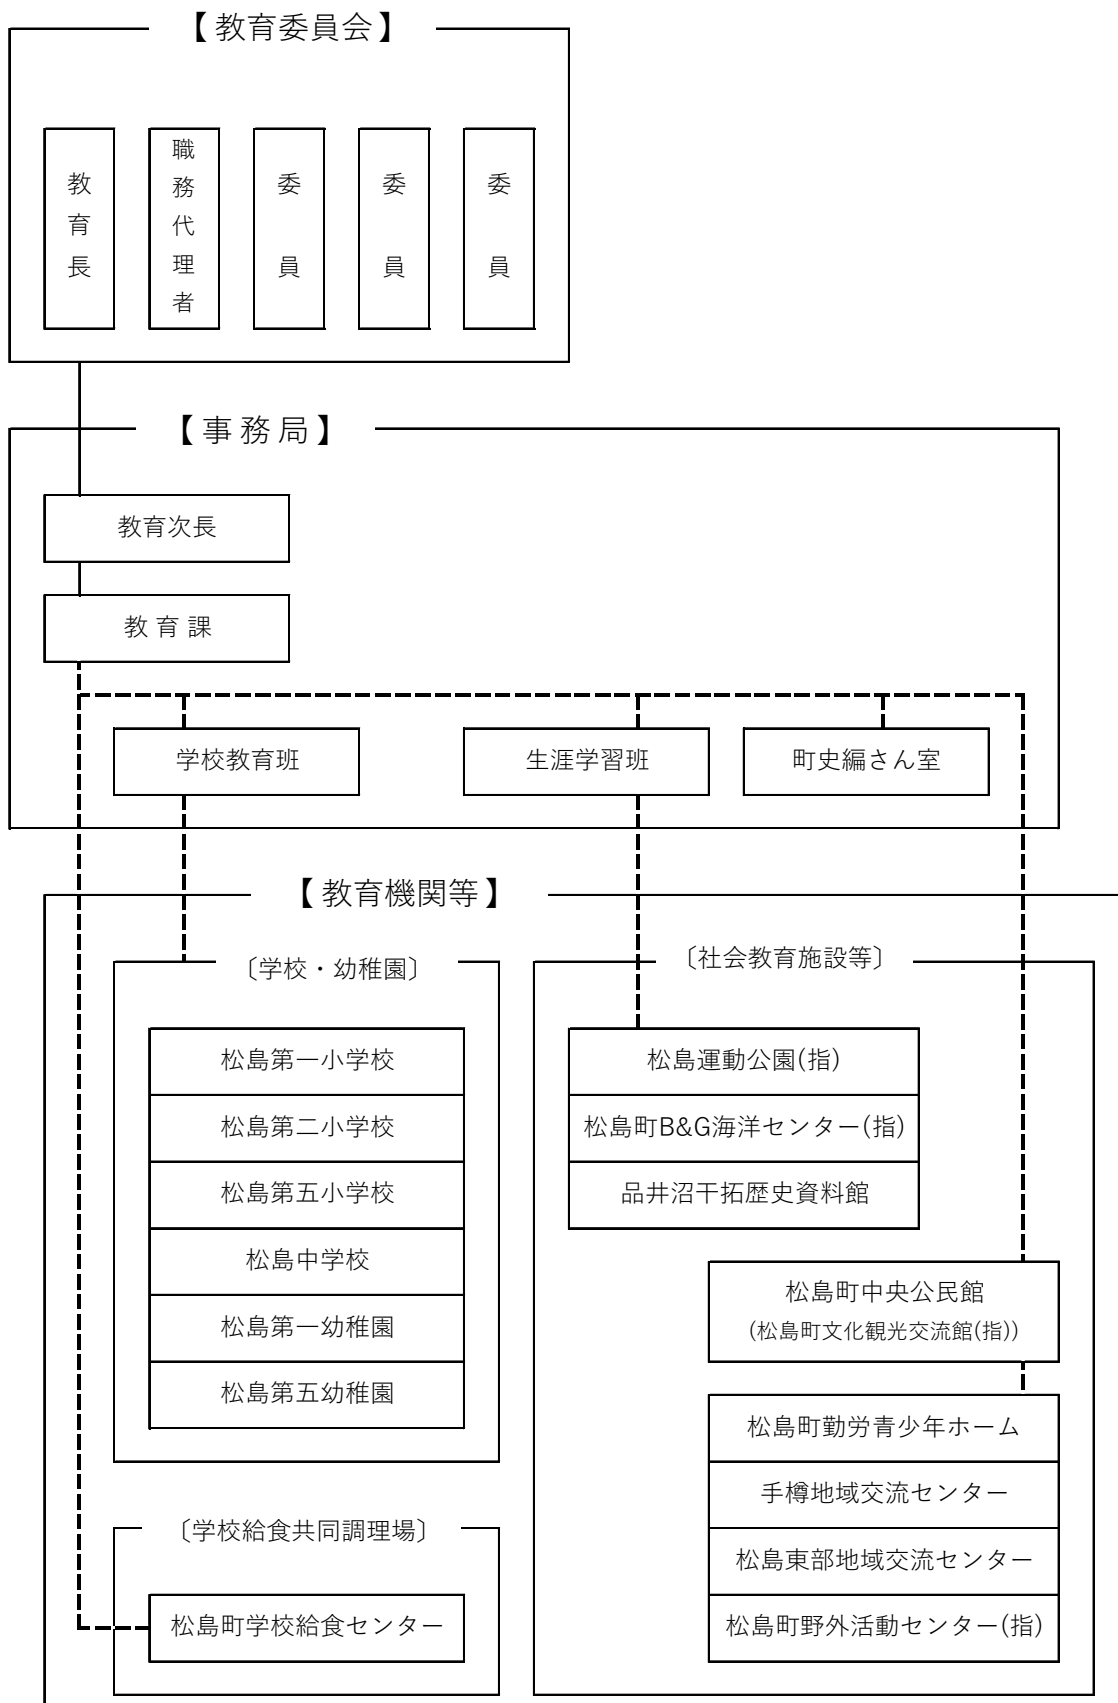 【教育委員会】
教育長
職務代理者
委員
委員
委員
【事務局】
教育次長
教育課
学校教育班
生涯学習班
町史編さん室
【教育機関等】
〔学校・幼稚園〕
松島第一小学校
松島第二小学校
松島第五小学校
松島中学校
松島第一幼稚園
松島第五幼稚園
〔学校給食共同調理場〕
松島町学校給食センター
〔社会教育施設等〕
松島運動公園(指)
松島町B&G海洋センター(指)
品井沼干拓歴史資料館
松島町中央公民館
(松島町文化観光交流館(指))
松島町勤労青少年ホーム
手樽地域交流センター
松島東部地域交流センター
松島町野外活動センター(指)